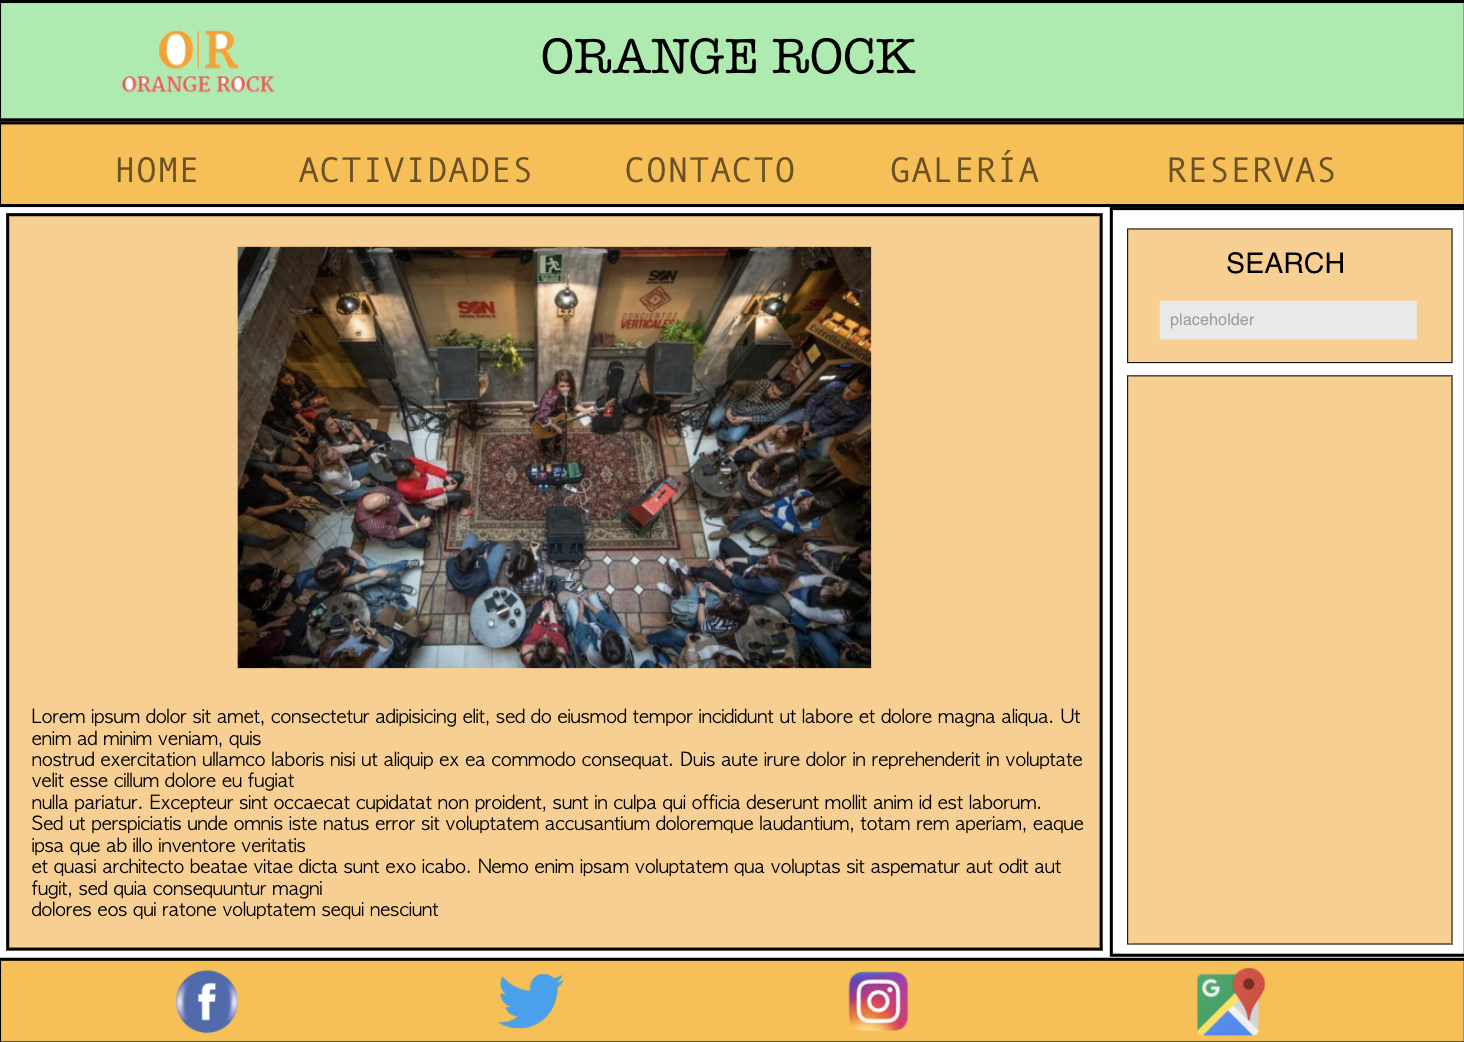 O|R
ORANGE ROCK
ORANGE ROCK
HOME ACTIVIDADES CONTACTO GALERÍA RESERVAS
SON
SON
CONCIERTOS
VERTICALES
Estrella Galicia
SEARCH
placeholder
Lorem ipsum dolor sit amet, consectetur adipisicing elit, sed do eiusmod tempor incididunt ut labore et dolore magna aliqua. Ut
enim ad minim veniam, quis
nostrud exercitation ullamco laboris nisi ut aliquip ex ea commodo consequat. Duis aute irure dolor in reprehenderit in voluptate
velit esse cillum dolore eu fugiat
nulla pariatur. Excepteur sint occaecat cupidatat non proident, sunt in culpa qui officia deserunt mollit anim id est laborum.
Sed ut perspiciatis unde omnis iste natus error sit voluptatem accusantium doloremque laudantium, totam rem aperiam, eaque
ipsa que ab illo inventore veritatis
et quasi architecto beatae vitae dicta sunt exo icabo. Nemo enim ipsam voluptatem qua voluptas sit aspernatur aut odit aut
fugit, sed quia consequuntur magni
dolores eos qui ratone voluptatem sequi nesciunt
f
G